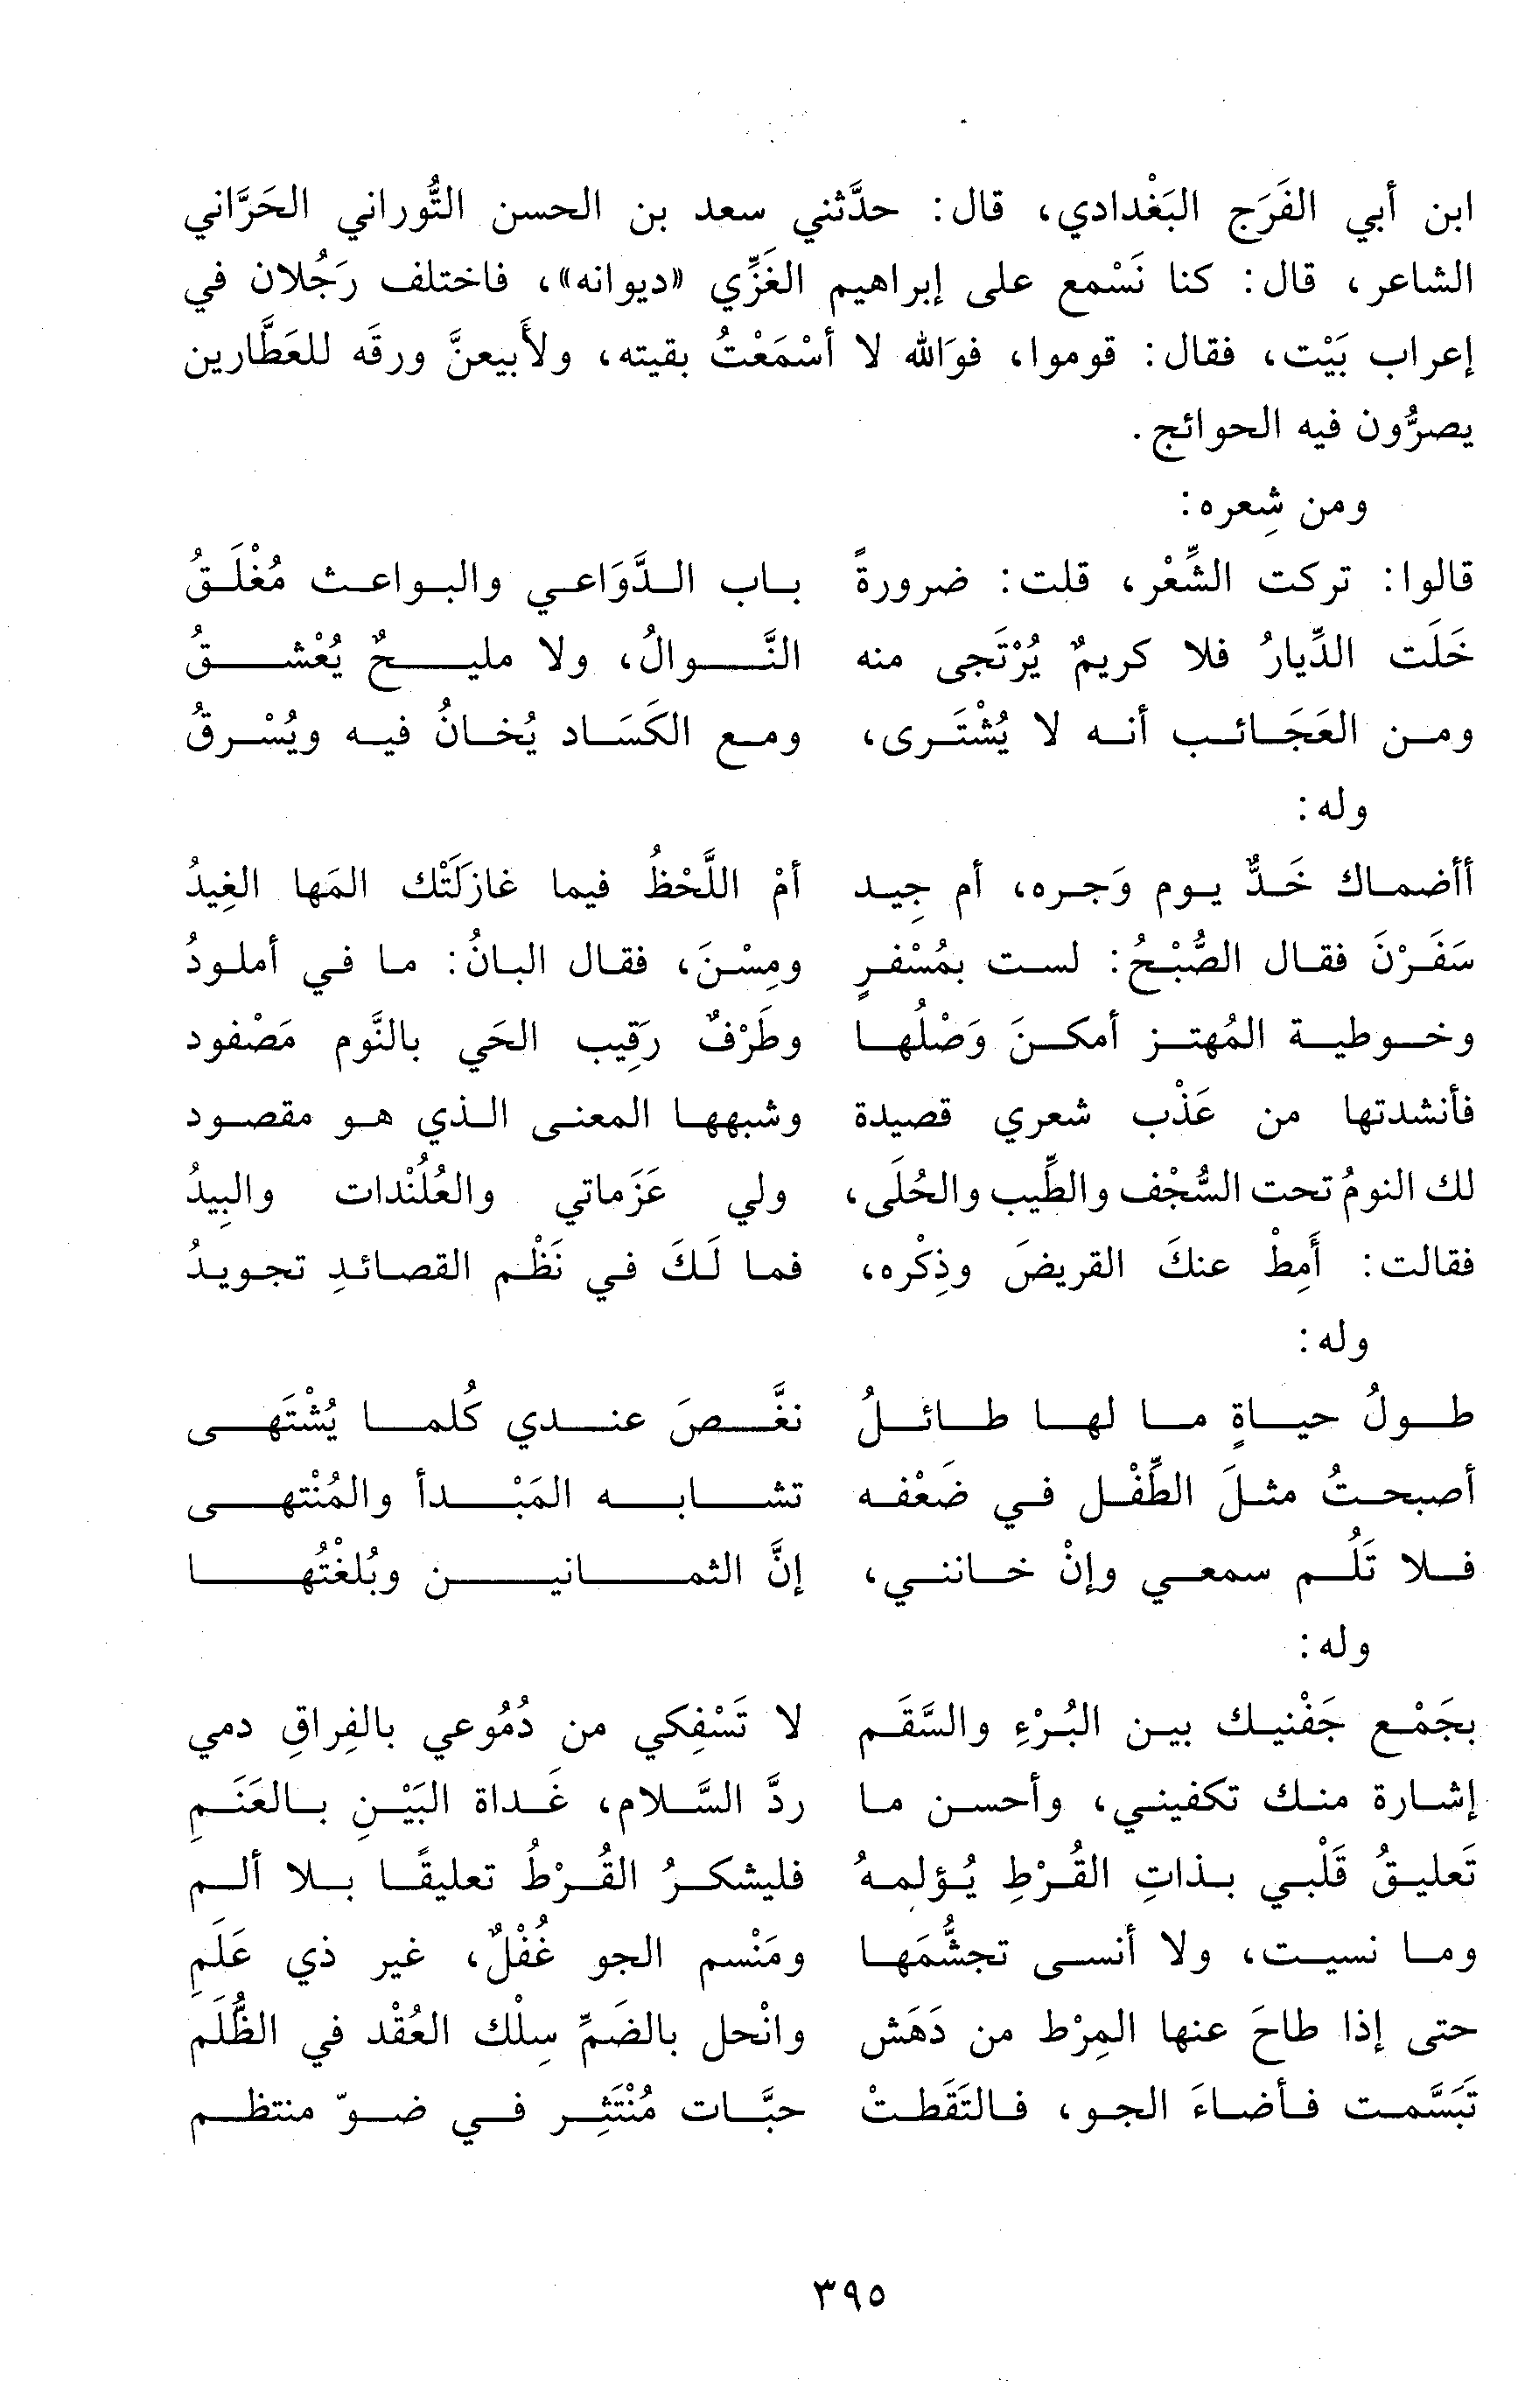 ابن أبي الفَرَج البَغْدادي، قال: حدَّثني سعد بن الحسن التُّوراني الحَرَّاني
الشاعر، قال: كنا نَسْمع على إبراهيم الغَزِّي «ديوانه»، فاختلف رَجُلان في
إعراب بَيْت، فقال: قوموا، فوَالله لا أسْمَعْتُ بقيته، ولأَبيعنَّ ورقَه للعَطَّارين
يصرُّون فيه الحوائج.
ومن شِعره:
قالوا: تركت الشِّعْر، قلت: ضرورةً باب الدَّوَاعي والبواعث مُغْلَقُ
خَلَت الدِّيارُ فلا كريمٌ يُرْتَجى منه النَّوالُ، ولا مليحٌ يُعْشقُ
ومن العَجَائب أنه لا يُشْتَرى، ومع الكَسَاد يُخانُ فيه ويُسْرقُ
وله:
أأضماك خَدٌّ يوم وَجره، أم جِيد أمْ اللَّحْظُ فيما غازَلَتْك المَها الغِيدُ
سَفَرْنَ فقال الصُّبْحُ: لست بمُسْفرٍ ومِسْنَ، فقال البانُ: ما في أملودُ
وخوطية المُهتز أمكنَ وَصْلُها وطَرْفٌ رَقِيب الحَي بالنَّوم مَصْفود
فأنشدتها من عَذْب شعري قصيدة وشبهها المعنى الذي هو مقصود
لك النومُ تحت السُّجْف والطِّيب والحُلَى، ولي عَزَماتي والعُلُنْدات والبِيدُ
فقالت: أَمِطْ عنكَ القريضَ وذِكْره، فما لَكَ في نَظْم القصائدِ تجويدُ
وله:
طولُ حياةٍ ما لها طائلُ نغَّصَ عندي كُلما يُشْتَهى
أصبحتُ مثلَ الطِّفْل في ضَعْفه تشابه المَبْدأ والمُنْتهى
فلا تَلُم سمعي وإنْ خانني، إنَّ الثمانين وبُلغْتُها
وله:
بجَمْع جَفْنيك بين البُرْءِ والسَّقَم لا تَسْفِكي من دُمُوعي بالفِراقِ دمي
إشارة منك تكفيني، وأحسن ما ردَّ السَّلام، غَداة البَيْنِ بالعَنَمِ
تَعليقُ قَلْبي بذاتِ القُرْطِ يُؤلمهُ فليشكرُ القُرْطُ تعليقًا بلا ألم
وما نسيت، ولا أنسى تجشُّمَها ومَنْسم الجو غُفْلٌ، غير ذي عَلَمِ
حتى إذا طاحَ عنها المِرْط من دَهَش وانْحل بالضَمِّ سِلْك العُقْد في الظُّلَم
تَبَسَّمت فأضاءَ الجو، فالتَقَطتْ حبَّات مُنْتَثِر في ضوّ منتظم
٣٩٥